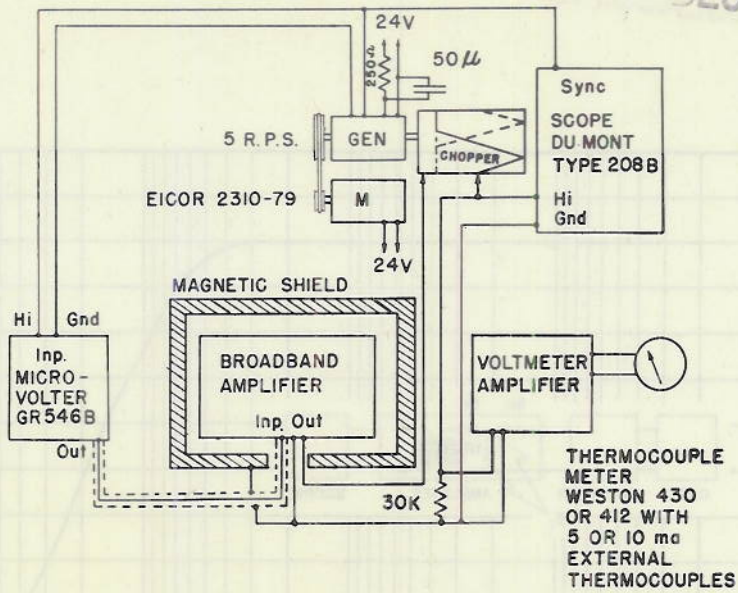 24V
250Ω
50μ
5 R.P.S.
GEN
CHOPPER
Sync
SCOPE
DU MONT
TYPE 208B
Hi
Gnd
EICOR 2310-79
M
24V
MAGNETIC SHIELD
Hi Gnd
Inp.
MICRO-
VOLTER
GR 546B
Out
BROADBAND
AMPLIFIER
Inp. Out
VOLTMETER
AMPLIFIER
30K
THERMOCOUPLE
METER
WESTON 430
OR 412 WITH
5 OR 10 ma
EXTERNAL
THERMOCOUPLES